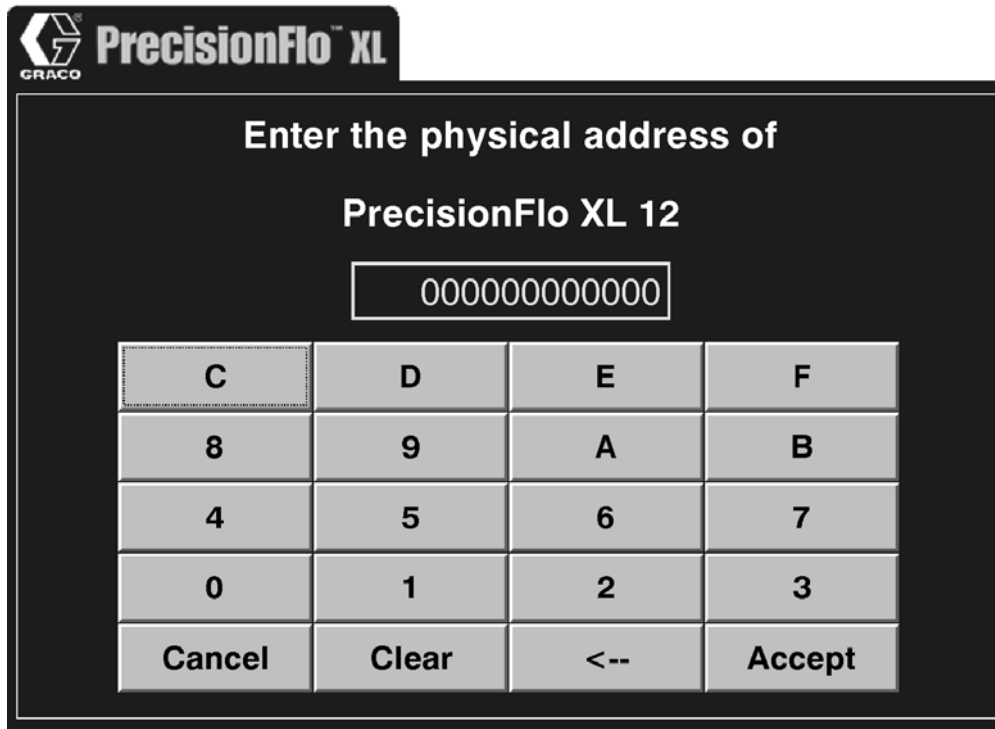 GRACO
PrecisionFlo™ XL
Enter the physical address of
PrecisionFlo XL 12
000000000000
C D E F
8 9 A B
4 5 6 7
0 1 2 3
Cancel Clear <-- Accept